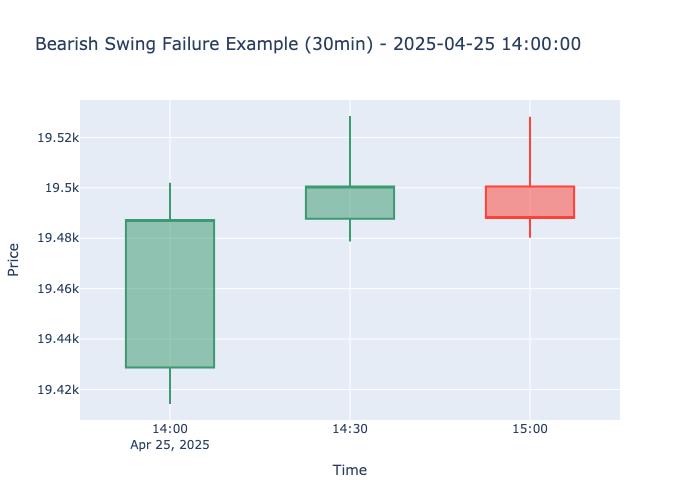 Bearish Swing Failure Example (30min) - 2025-04-25 14:00:00
19.52k
19.5k
19.48k
19.46k
19.44k
19.42k
Price
14:00
Apr 25, 2025
14:30
15:00
Time